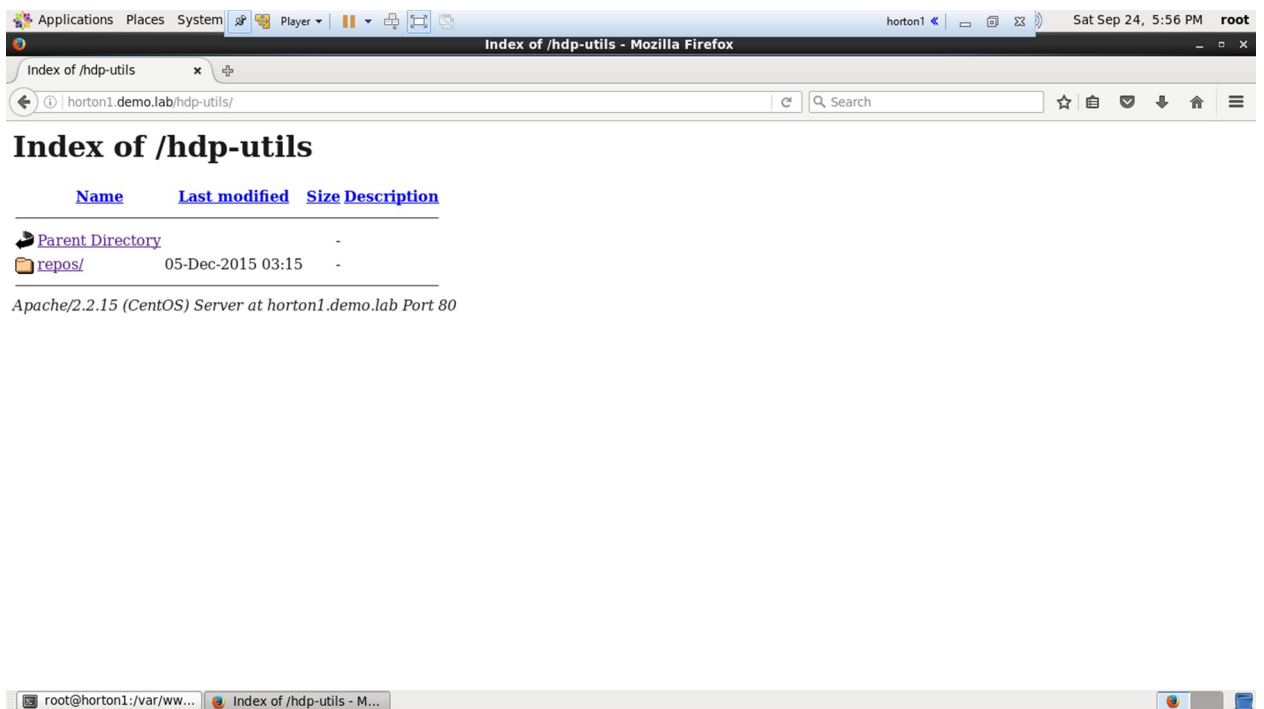 Applications Places System Player horton1 Sat Sep 24, 5:56 PM root
Index of /hdp-utils - Mozilla Firefox
Index of /hdp-utils
horton1.demo.lab/hdp-utils/ Search
Index of /hdp-utils
Name Last modified Size Description
Parent Directory -
repos/ 05-Dec-2015 03:15 -
Apache/2.2.15 (CentOS) Server at horton1.demo.lab Port 80
root@horton1:/var/ww... Index of /hdp-utils - M...